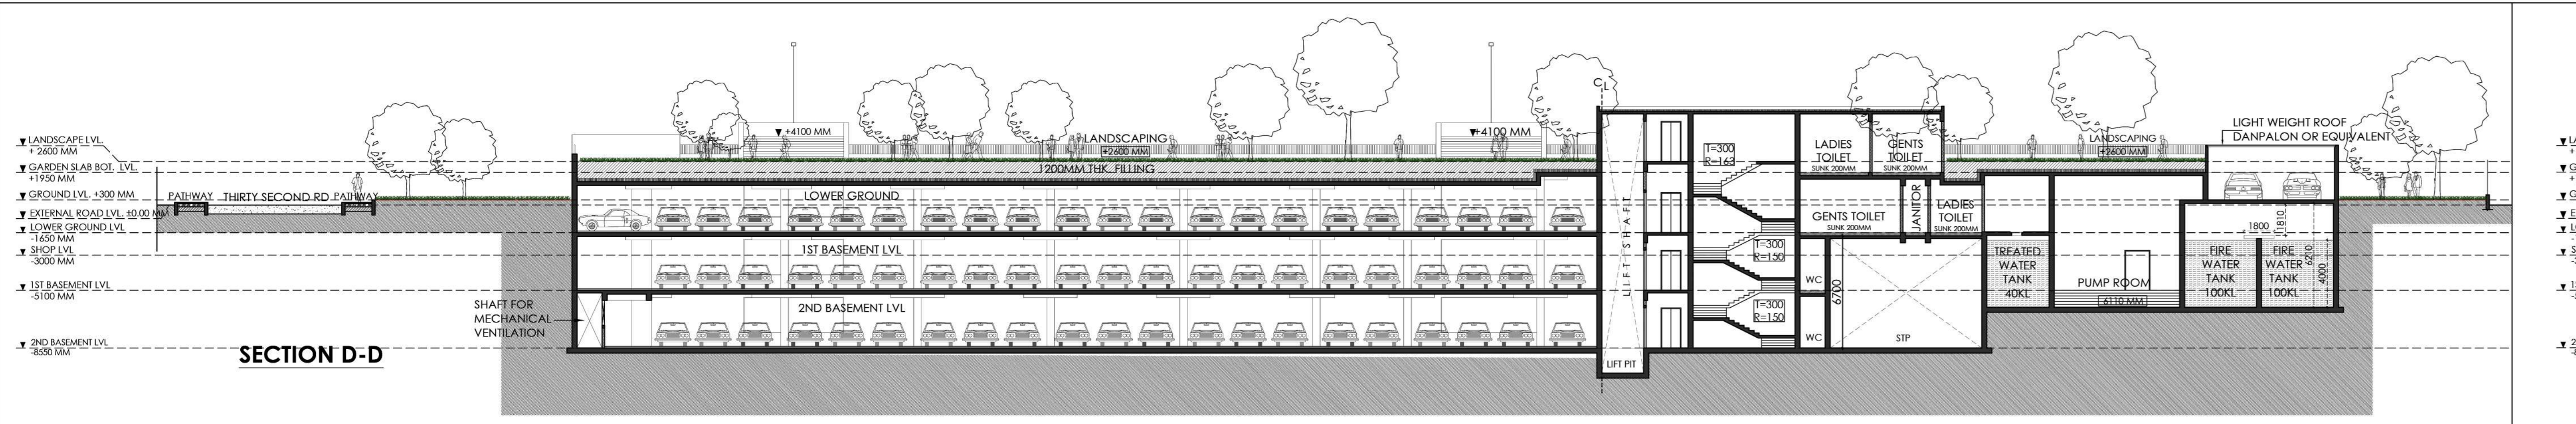 LANDSCAPE LVL.
+ 2600 MM
GARDEN SLAB BOT. LVL.
+1950 MM
GROUND LVL. +300 MM
EXTERNAL ROAD LVL. ±0.00 MM
LOWER GROUND LVL
-1650 MM
SHOP LVL
-3000 MM
1ST BASEMENT LVL
-5100 MM
2ND BASEMENT LVL
-8550 MM
SECTION D-D
PATHWAY
THIRTY SECOND RD
PATHWAY
SHAFT FOR
MECHANICAL
VENTILATION
+4100 MM
LANDSCAPING
+2600 MM
1200MM THK. FILLING
+4100 MM
LOWER GROUND
1ST BASEMENT LVL
2ND BASEMENT LVL
C
L
LIFT SHAFT
LIFT PIT
T=300
R=163
T=300
R=150
T=300
R=150
LADIES
TOILET
SUNK 200MM
GENTS
TOILET
SUNK 200MM
GENTS TOILET
SUNK 200MM
JANITOR
LADIES
TOILET
SUNK 200MM
WC
WC
6700
STP
TREATED
WATER
TANK
40KL
PUMP ROOM
6110 MM
LANDSCAPING
+2600 MM
LIGHT WEIGHT ROOF
DANPALON OR EQUIVALENT
1800
1810
6210
4000
FIRE
WATER
TANK
100KL
FIRE
WATER
TANK
100KL